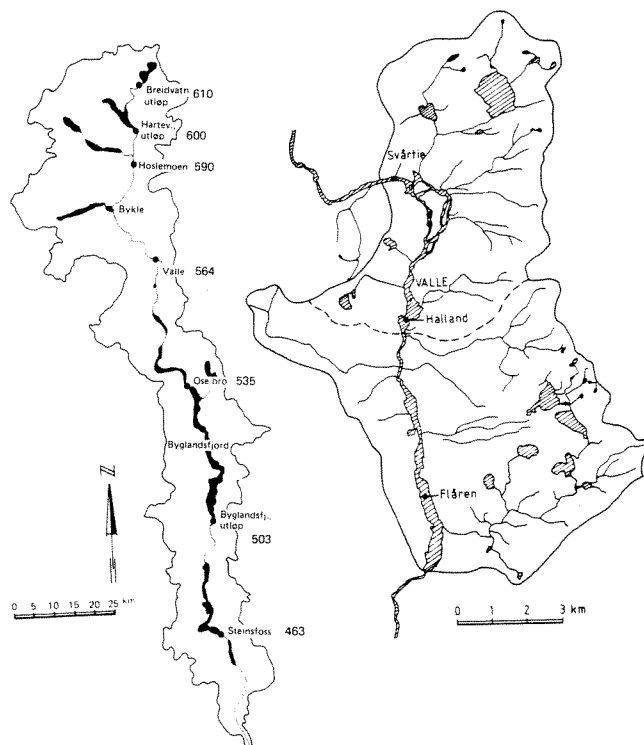 Breidvatn
utløp
610
Hartev.,
utløp
600
Hoslemoen 590
Bykle
Valle
564
Ose bro 535
Byglandsfjord
Byglandsfj.,
utløp
503
Steinsfoss 463
N
0 5 10 15 20 25 km
Svårtie
VALLE
Halland
Flåren
0 1 2 3 km